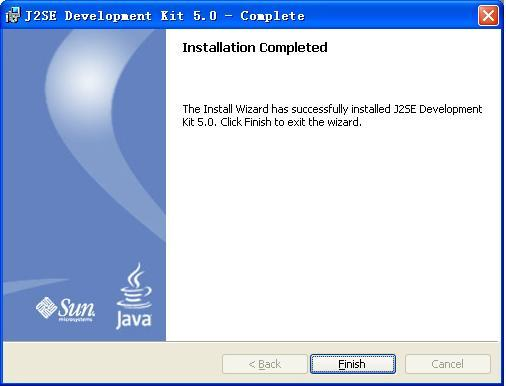 J2SE Development Kit 5.0 - Complete
Installation Completed
The Install Wizard has successfully installed J2SE Development
Kit 5.0. Click Finish to exit the wizard.
Sun
microsystems
Java
< Back
Finish
Cancel